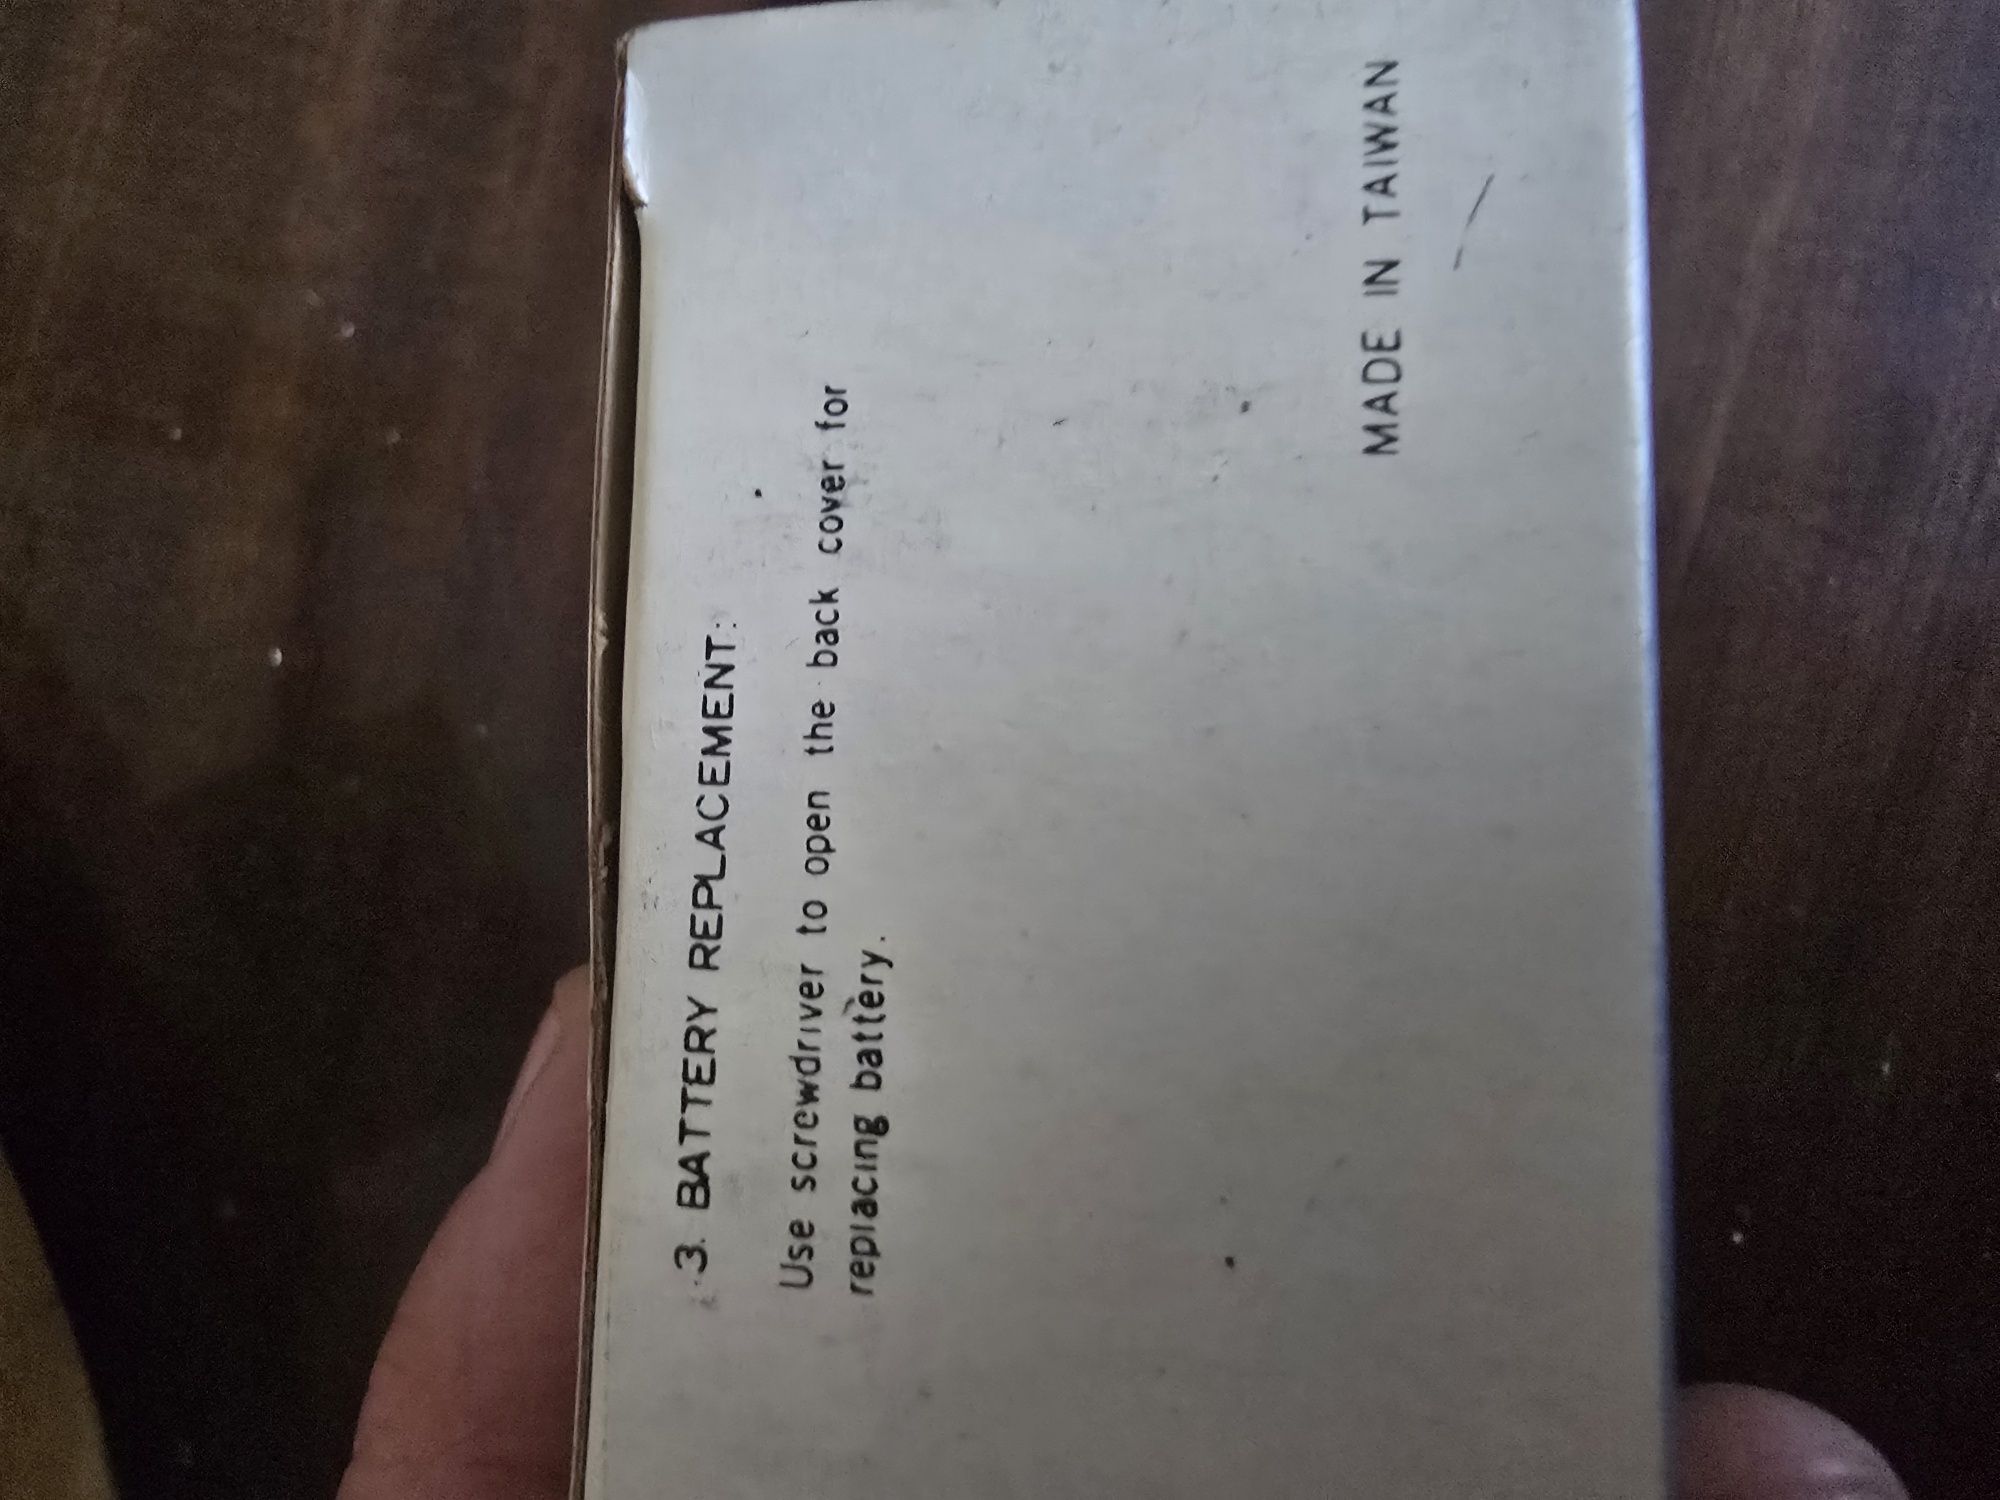 3. BATTERY REPLACEMENT:
Use screwdriver to open the back cover for
replacing battery.
MADE IN TAIWAN